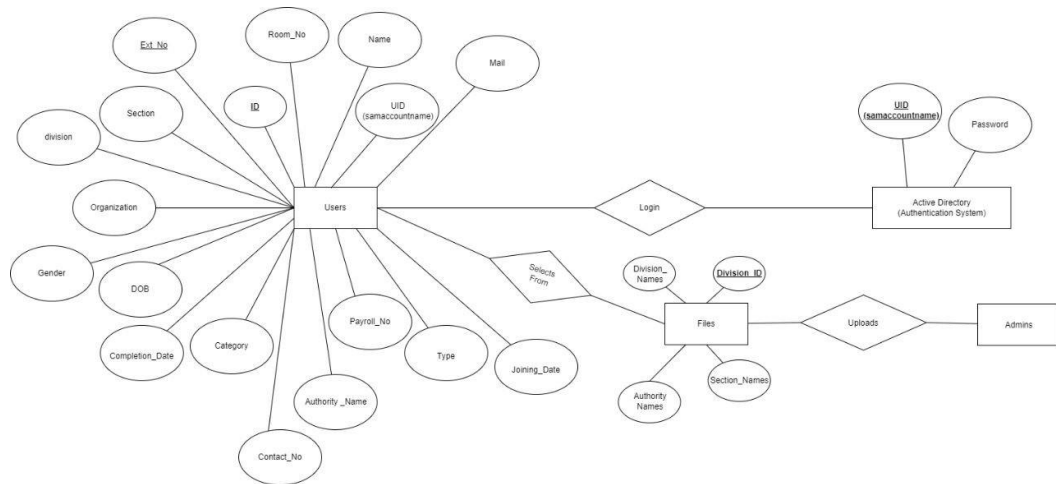 Ext_No
Room_No
Name
Mail
ID
UID
(samaccountname)
Section
division
Organization
Gender
DOB
Completion_Date
Category
Contact_No
Authority _Name
Payroll_No
Type
Joining_Date
Users
Login
UID
(samaccountname)
Password
Active Directory
(Authentication System)
Selects
From
Division_
Names
Division_ID
Files
Authority
Names
Section_Names
Uploads
Admins